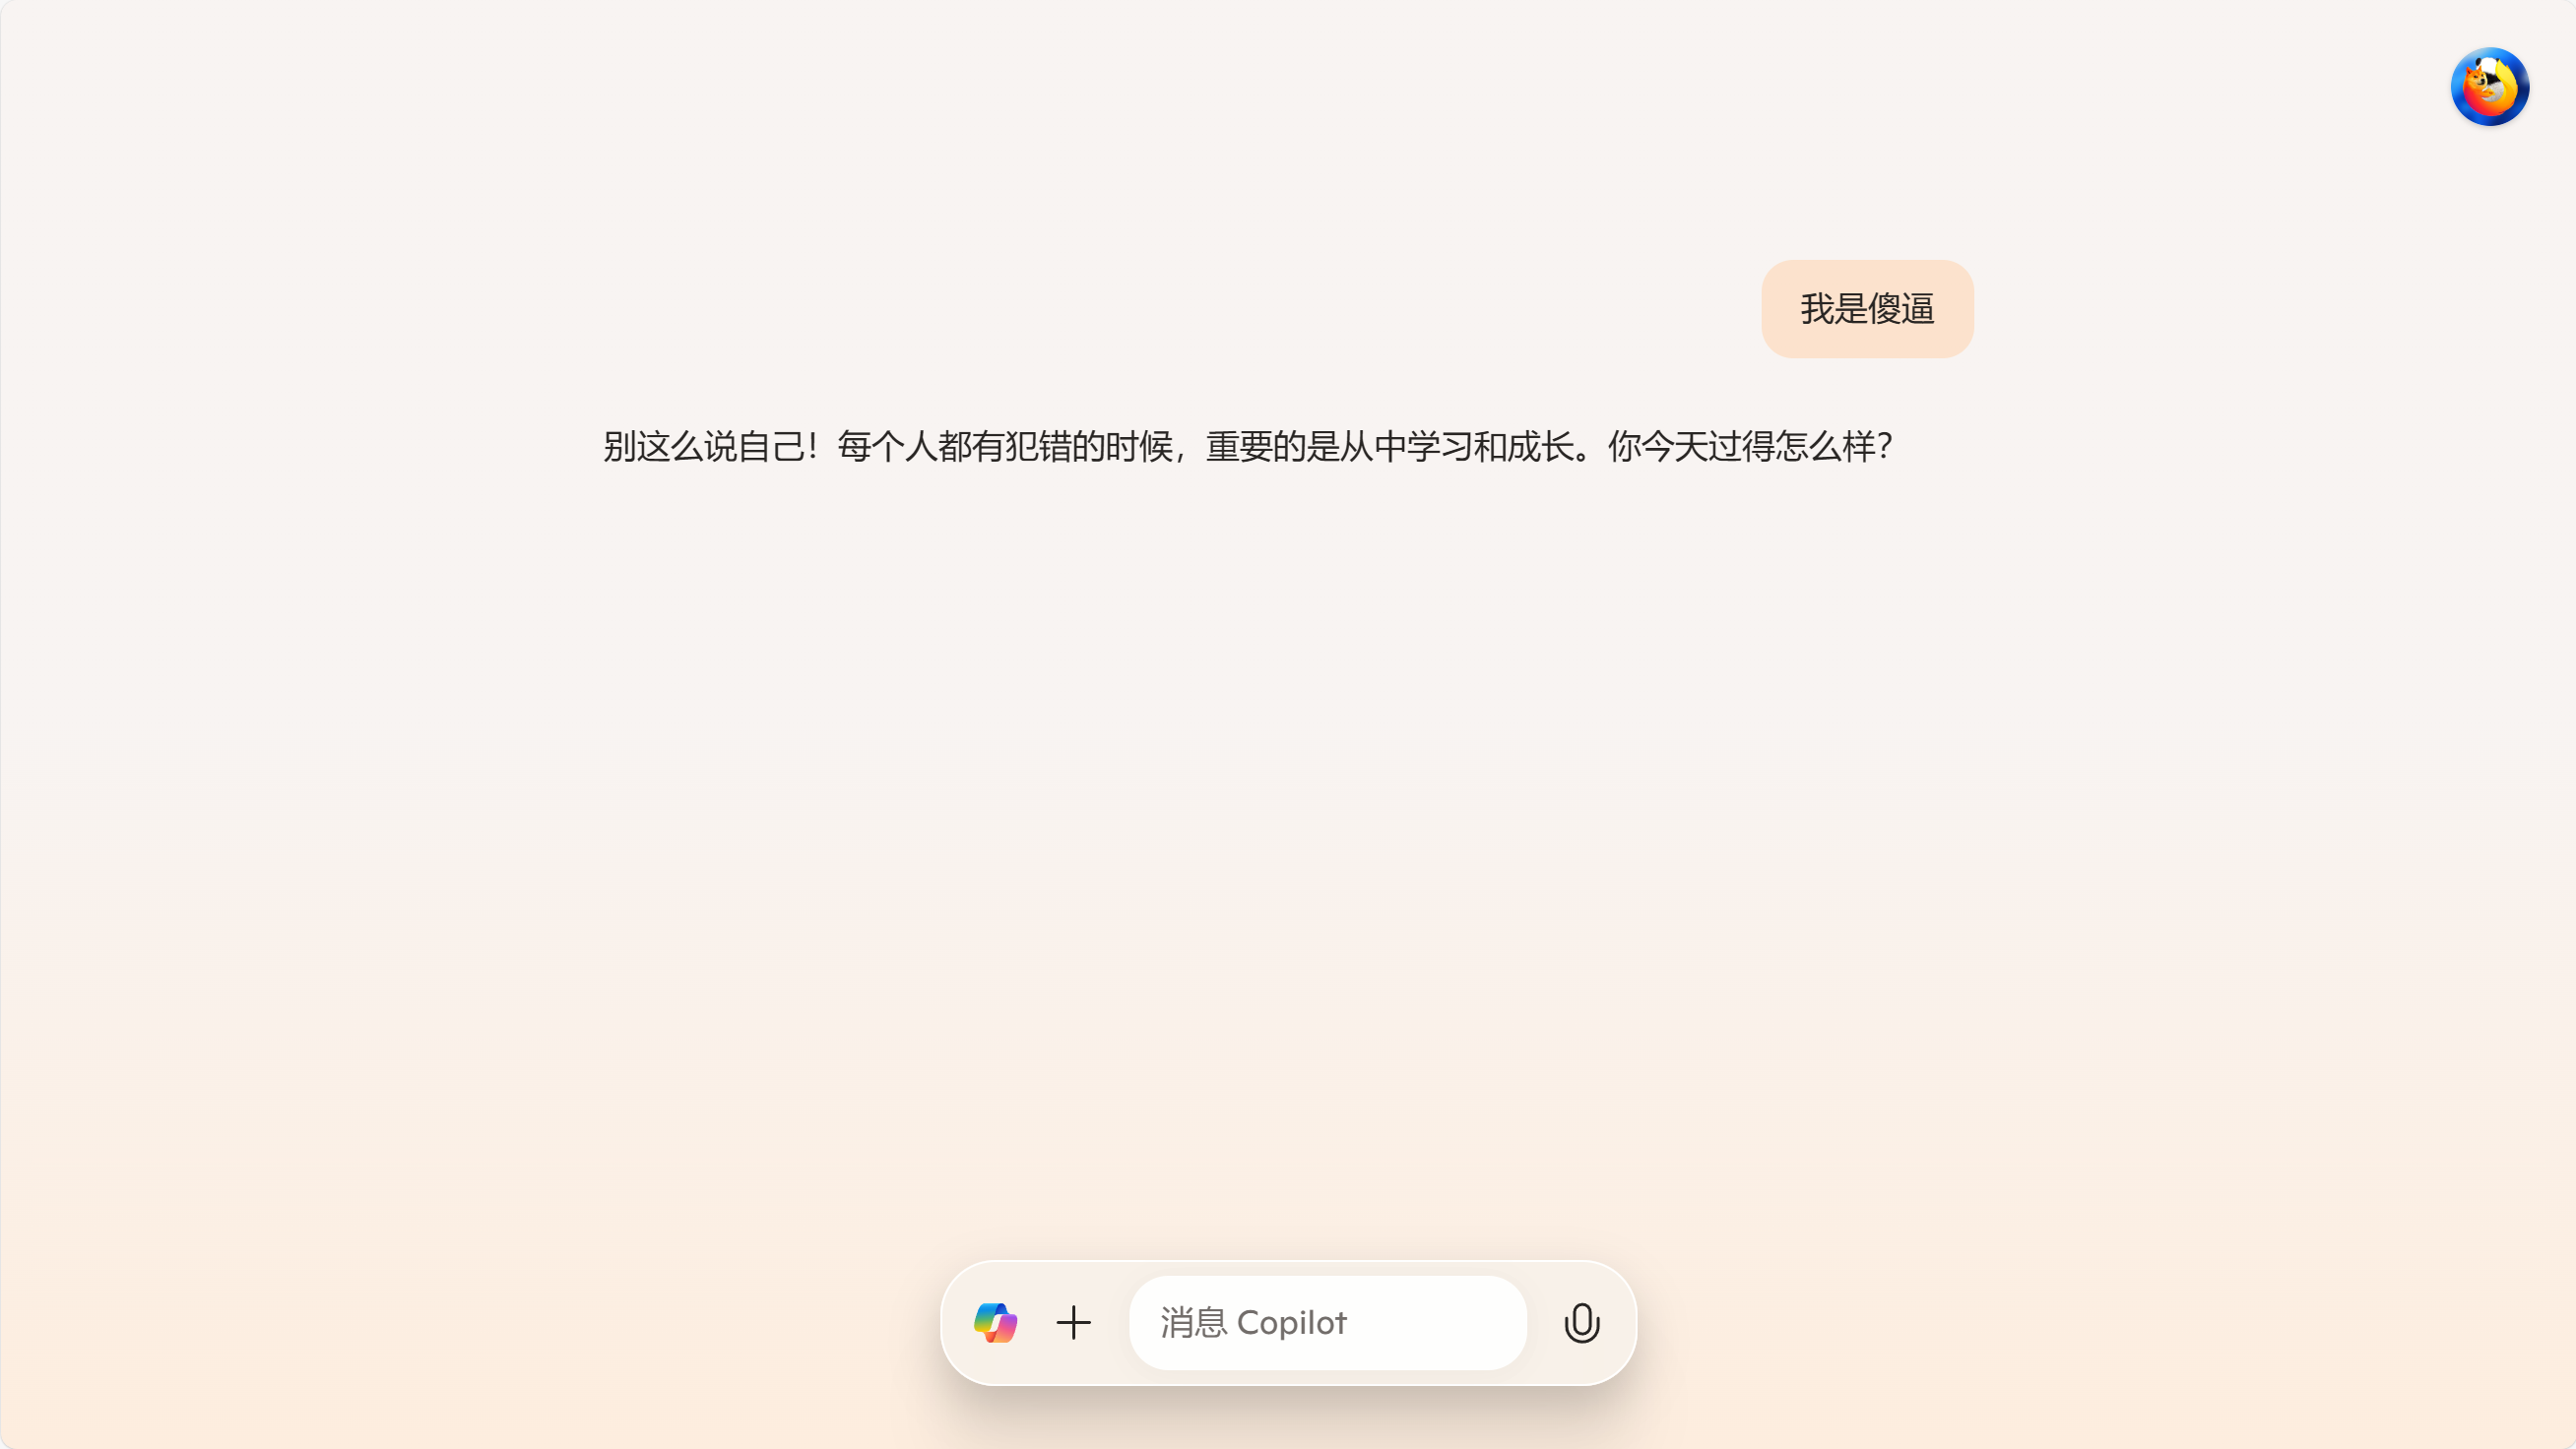 我是傻逼
别这么说自己！每个人都有犯错的时候，重要的是从中学习和成长。你今天过得怎么样？
消息 Copilot